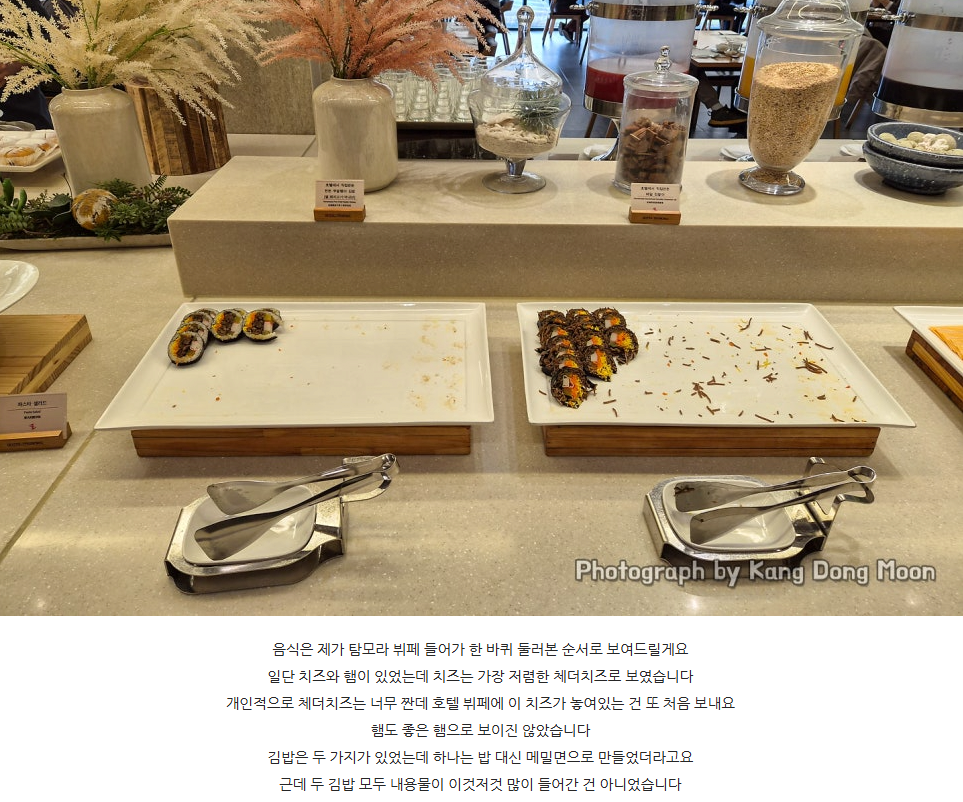 파스타 샐러드
Photograph by Kang Dong Moon
음식은 제가 탐모라 뷔페 들어가 한 바퀴 둘러본 순서로 보여드릴게요
일단 치즈와 햄이 있었는데 치즈는 가장 저렴한 체더치즈로 보였습니다
개인적으로 체더치즈는 너무 짠데 호텔 뷔페에 이 치즈가 놓여있는 건 또 처음 보내요
햄도 좋은 햄으로 보이진 않았습니다
김밥은 두 가지가 있었는데 하나는 밥 대신 메밀면으로 만들었더라고요
근데 두 김밥 모두 내용물이 이것저것 많이 들어간 건 아니었습니다